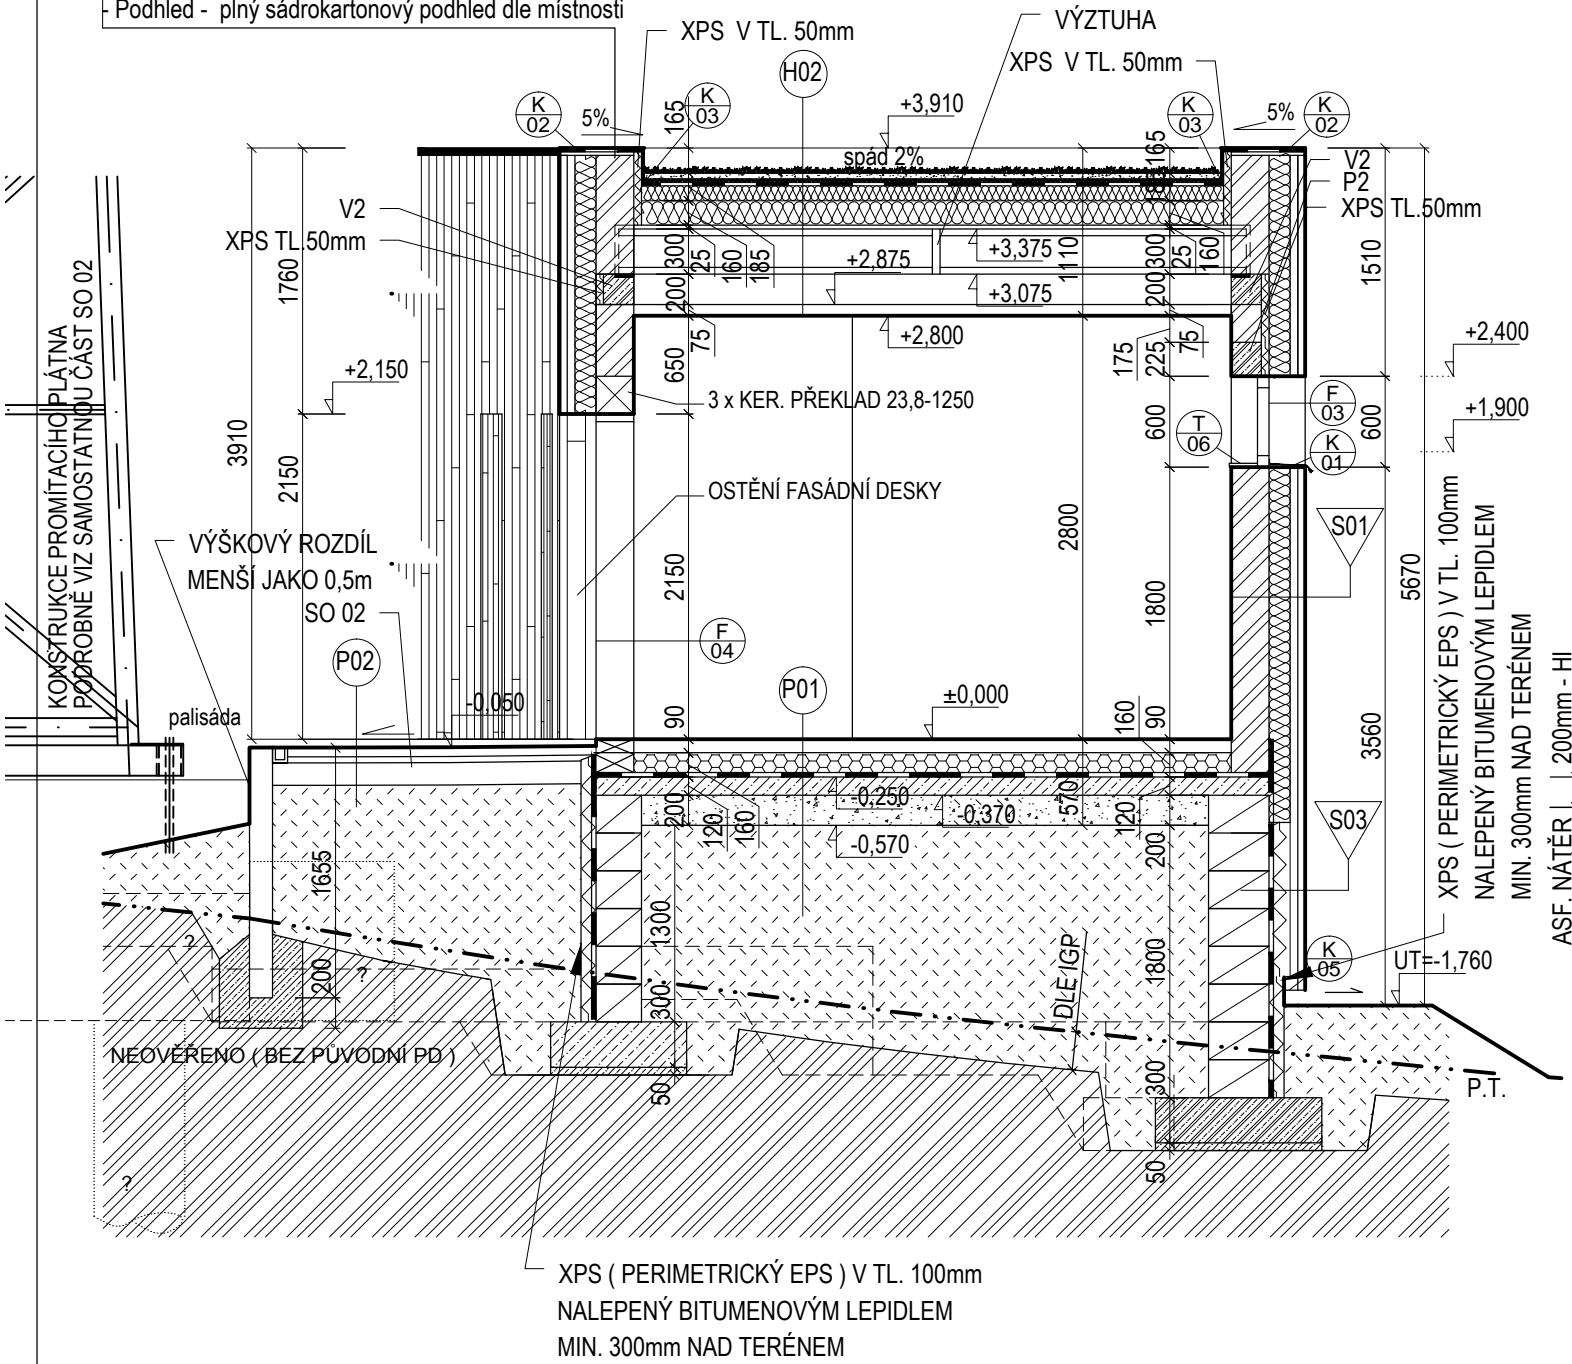 - Podhled - plný sádrokartonový podhled dle místnosti
XPS V TL. 50mm
VÝZTUHA
XPS V TL. 50mm
H02
K
02
5%
K
03
165
+3,910
K
03
5%
K
02
165
spád 2%
V2
P2
XPS TL.50mm
V2
XPS TL.50mm
1760
300
25
160
185
+2,875
+3,375
1110
300
25
160
1510
200
+3,075
200
75
+2,800
75
175
225
+2,400
+2,150
650
3 x KER. PŘEKLAD 23,8-1250
F
03
+1,900
T
06
600
K
01
600
KONSTRUKCE PROMÍTACÍHO PLÁTNA
PODROBNĚ VIZ SAMOSTATNOU ČÁST SO 02
3910
2150
OSTĚNÍ FASÁDNÍ DESKY
2800
S01
VÝŠKOVÝ ROZDÍL
MENŠÍ JAKO 0,5m
SO 02
2150
1800
5670
F
04
P02
P01
-0,050
±0,000
palisáda
90
160
90
3560
XPS ( PERIMETRICKÝ EPS ) V TL. 100mm
NALEPENÝ BITUMENOVÝM LEPIDLEM
MIN. 300mm NAD TERÉNEM
200mm - HI
ASF. NÁTĚR
-0,250
-0,370
-0,570
200
120
160
570
120
200
S03
1655
1300
1800
DLE IGP
K
05
UT=-1,760
?
?
200
300
NEOVĚŘENO ( BEZ PŮVODNÍ PD )
50
300
P.T.
50
?
XPS ( PERIMETRICKÝ EPS ) V TL. 100mm
NALEPENÝ BITUMENOVÝM LEPIDLEM
MIN. 300mm NAD TERÉNEM